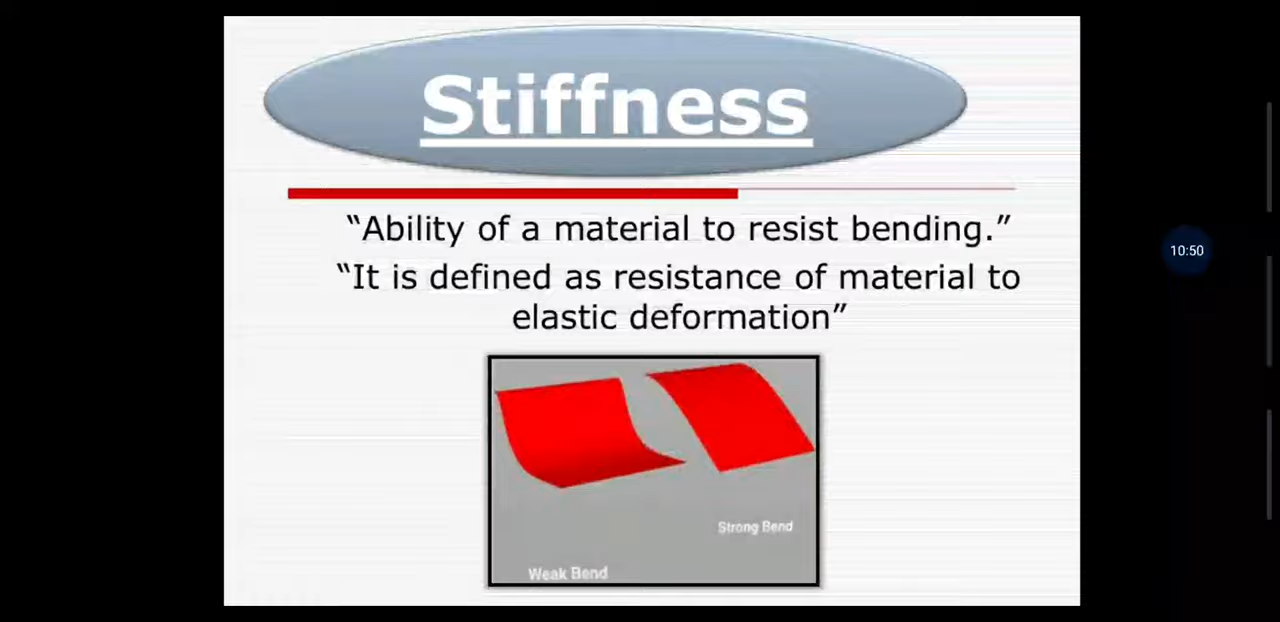 Stiffness
“Ability of a material to resist bending.”
“It is defined as resistance of material to
elastic deformation”
10:50
Strong Bend
Weak Bend